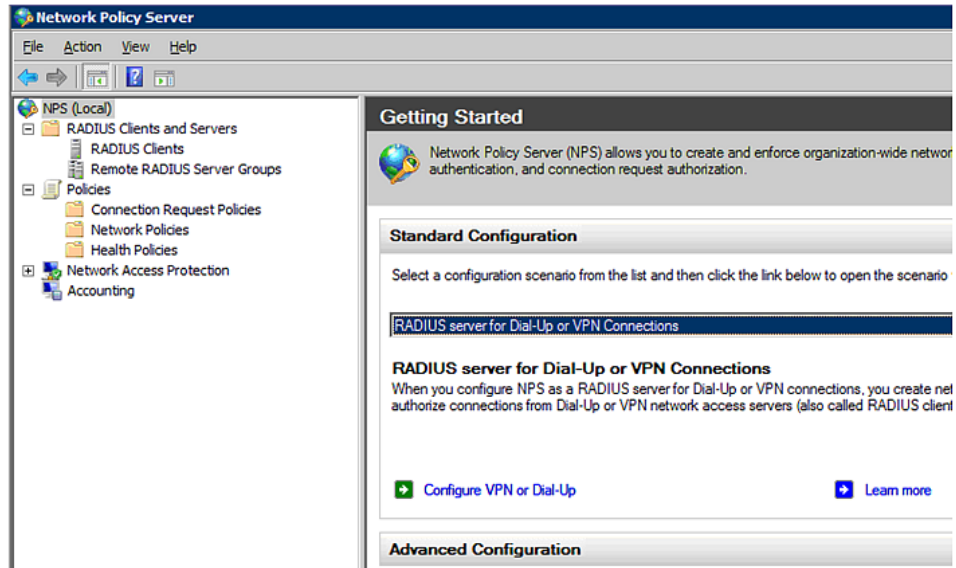 Network Policy Server
File Action View Help
NPS (Local)
RADIUS Clients and Servers
RADIUS Clients
Remote RADIUS Server Groups
Policies
Connection Request Policies
Network Policies
Health Policies
Network Access Protection
Accounting
Getting Started
Network Policy Server (NPS) allows you to create and enforce organization-wide networ
authentication, and connection request authorization.
Standard Configuration
Select a configuration scenario from the list and then click the link below to open the scenario
RADIUS server for Dial-Up or VPN Connections
RADIUS server for Dial-Up or VPN Connections
When you configure NPS as a RADIUS server for Dial-Up or VPN connections, you create net
authorize connections from Dial-Up or VPN network access servers (also called RADIUS client
Configure VPN or Dial-Up
Learn more
Advanced Configuration